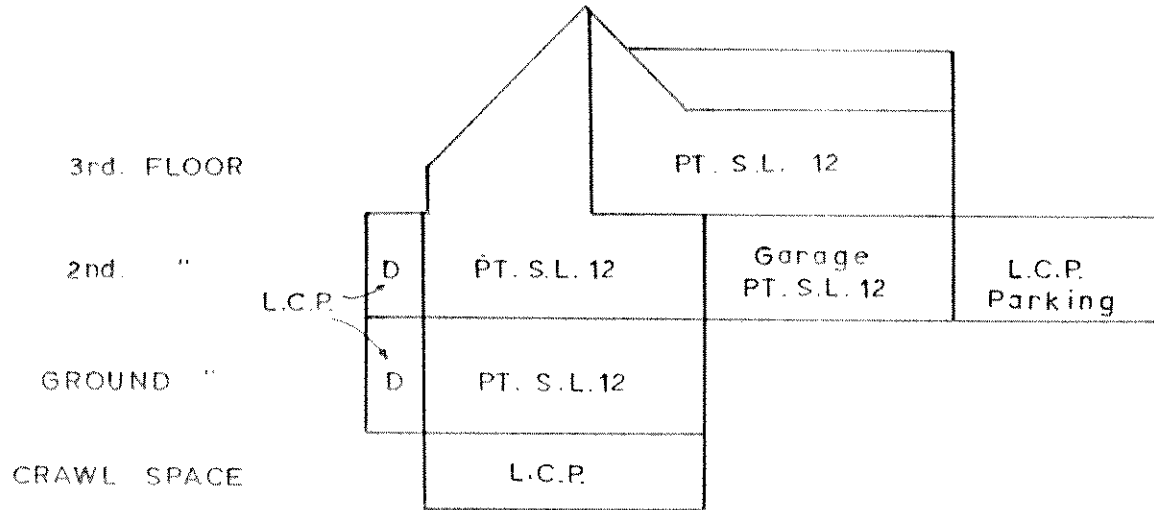 3rd. FLOOR
PT. S.L. 12
2nd. "
D
PT. S.L. 12
Garage
PT. S.L. 12
L.C.P.
Parking
L.C.P.
GROUND "
D
PT. S.L. 12
CRAWL SPACE
L.C.P.